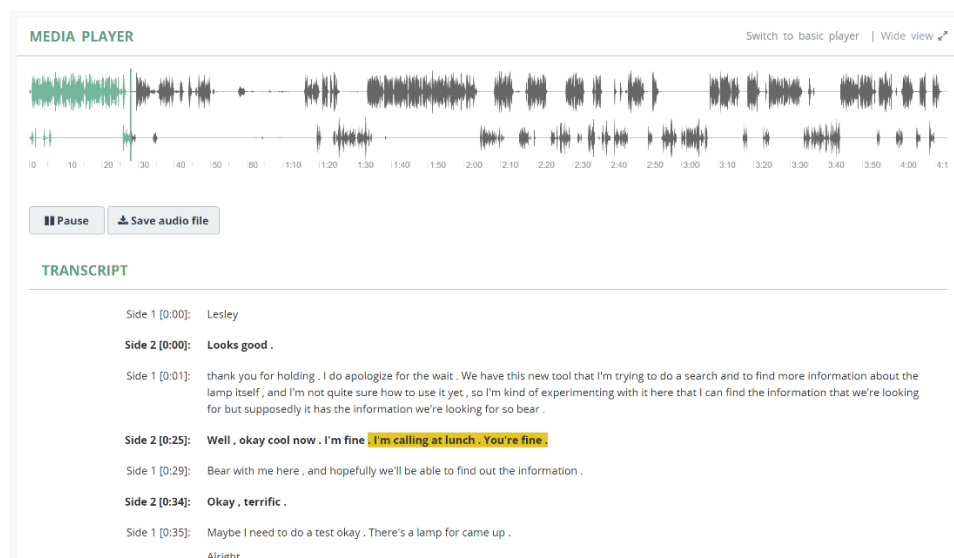 MEDIA PLAYER
Switch to basic player | Wide view
0 10 20 30 40 50 60 1:10 1:20 1:30 1:40 1:50 2:00 2:10 2:20 2:30 2:40 2:50 3:00 3:10 3:20 3:30 3:40 3:50 4:00 4:1
Pause
Save audio file
TRANSCRIPT
Side 1 [0:00]: Lesley
Side 2 [0:00]: Looks good .
Side 1 [0:01]: thank you for holding . I do apologize for the wait . We have this new tool that I'm trying to do a search and to find more information about the
lamp itself , and I'm not quite sure how to use it yet , so I'm kind of experimenting with it here that I can find the information that we're looking
for but supposedly it has the information we're looking for so bear .
Side 2 [0:25]: Well , okay cool now . I'm fine . I'm calling at lunch . You're fine .
Side 1 [0:29]: Bear with me here , and hopefully we'll be able to find out the information .
Side 2 [0:34]: Okay , terrific .
Side 1 [0:35]: Maybe I need to do a test okay . There's a lamp for came up .
Alright